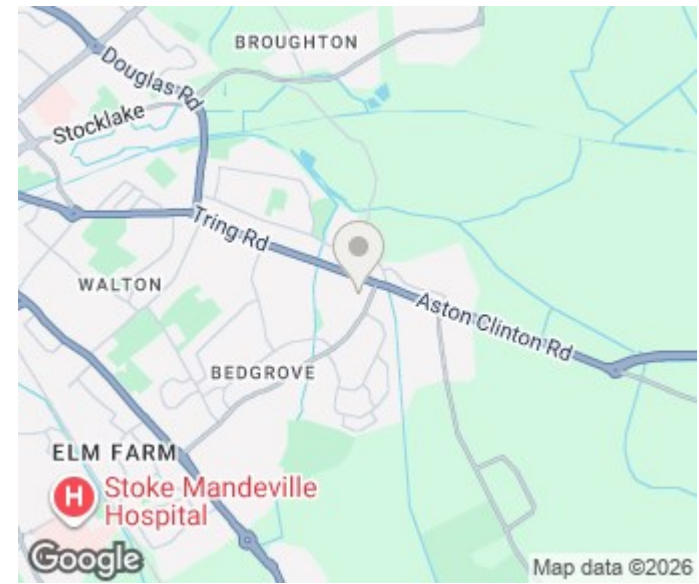 BROUGHTON
Douglas Rd
Stocklake
Tring Rd
WALTON
Aston Clinton Rd
BEDGROVE
ELM FARM
H
Stoke Mandeville
Hospital
Google
Map data ©2026